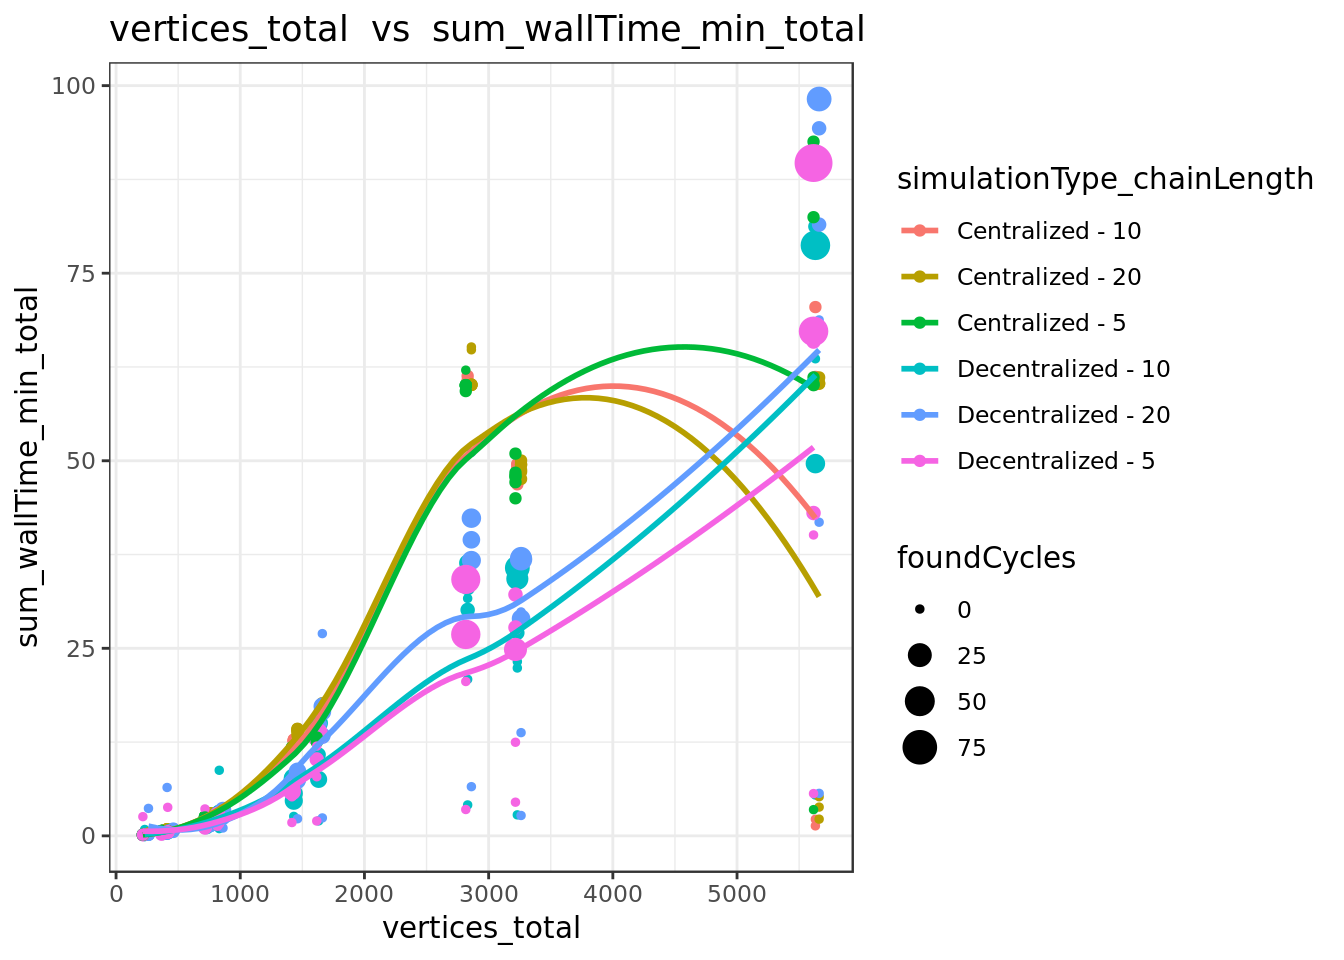 vertices_total  vs  sum_wallTime_min_total
sum_wallTime_min_total
100
75
50
25
0
0 1000 2000 3000 4000 5000
vertices_total
simulationType_chainLength
Centralized - 10
Centralized - 20
Centralized - 5
Decentralized - 10
Decentralized - 20
Decentralized - 5
foundCycles
0
25
50
75